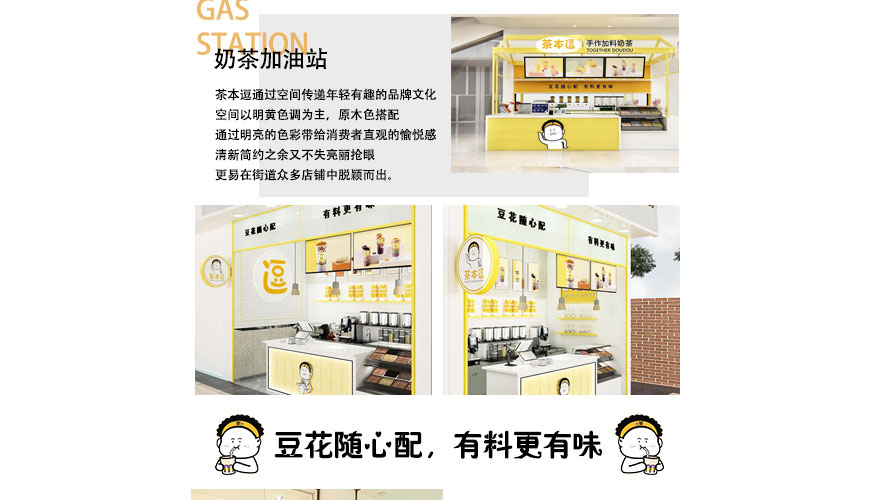 GAS
STATION
奶茶加油站
茶本逗通过空间传递年轻有趣的品牌文化
空间以明黄色调为主，原木色搭配
通过明亮的色彩带给消费者直观的愉悦感
清新简约之余又不失亮丽抢眼
更易在街道众多店铺中脱颖而出。
茶本逗
手作加料奶茶
TOGETHER DOUDOU
豆花随心配 有料更有味
豆花随心配
有料更有味
茶本逗
逗
豆花随心配
有料更有味
茶本逗
豆花随心配，有料更有味